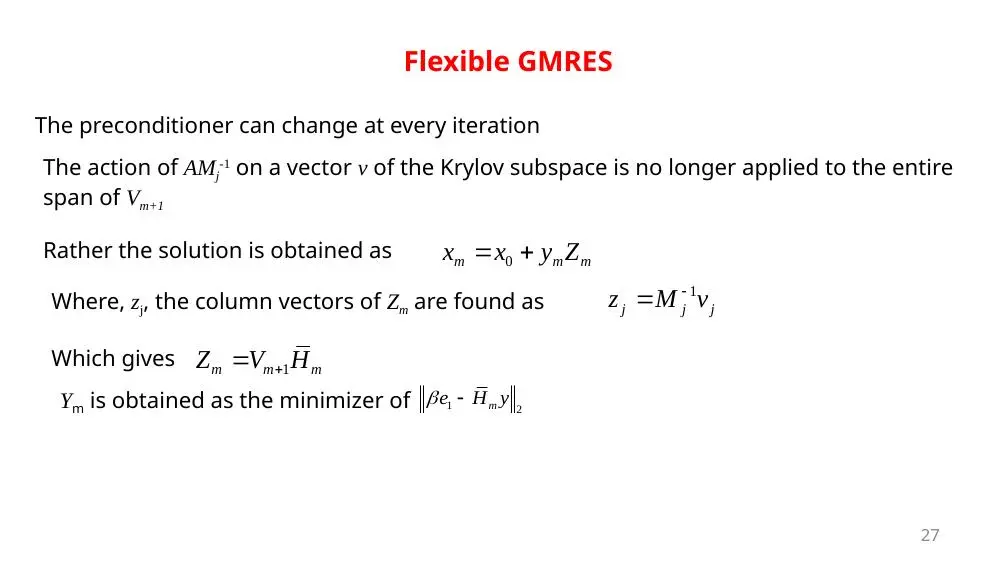 Flexible GMRES
The preconditioner can change at every iteration
The action of AMⱼ⁻¹ on a vector v of the Krylov subspace is no longer applied to the entire
span of Vₘ₊₁
Rather the solution is obtained as xₘ = x₀ + yₘZₘ
Where, zⱼ, the column vectors of Zₘ are found as zⱼ = Mⱼ⁻¹vⱼ
Which gives Zₘ = Vₘ₊₁H̅ₘ
Yₘ is obtained as the minimizer of ‖βe₁ - H̅ₘy‖₂
27